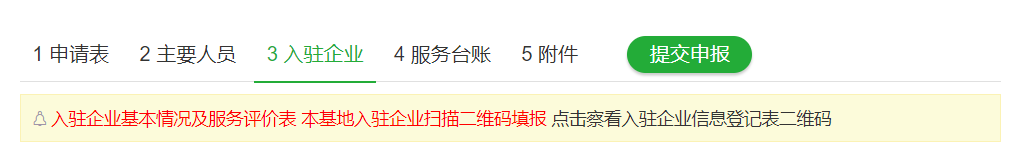 1 申请表 2 主要人员 3 入驻企业 4 服务台账 5 附件 提交申报
入驻企业基本情况及服务评价表 本基地入驻企业扫描二维码填报 点击察看入驻企业信息登记表二维码